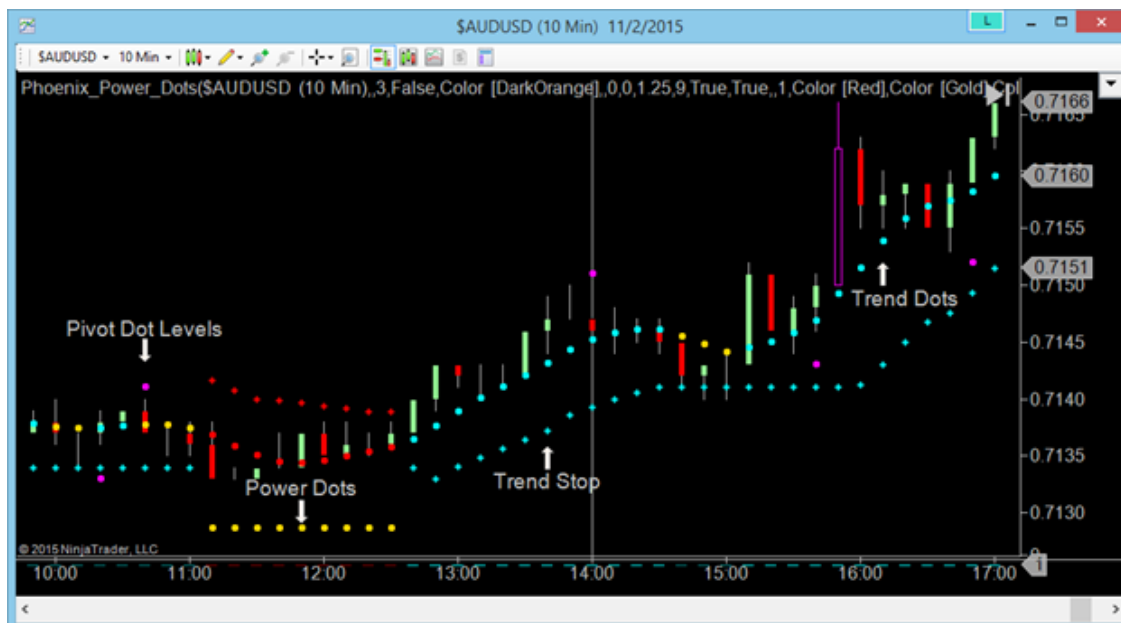 $AUDUSD (10 Min) 11/2/2015
L
$AUDUSD 10 Min
Phoenix_Power_Dots($AUDUSD (10 Min),,3,False,Color [DarkOrange],,0,0,1.25,9,True,True,,1,Color [Red],Color [Gold],Col
0.7166
0.7165
0.7160
0.7155
0.7151
0.7150
Trend Dots
Pivot Dot Levels
0.7145
0.7140
0.7135
Trend Stop
Power Dots
0.7130
© 2015 NinjaTrader, LLC
10:00 11:00 12:00 13:00 14:00 15:00 16:00 17:00